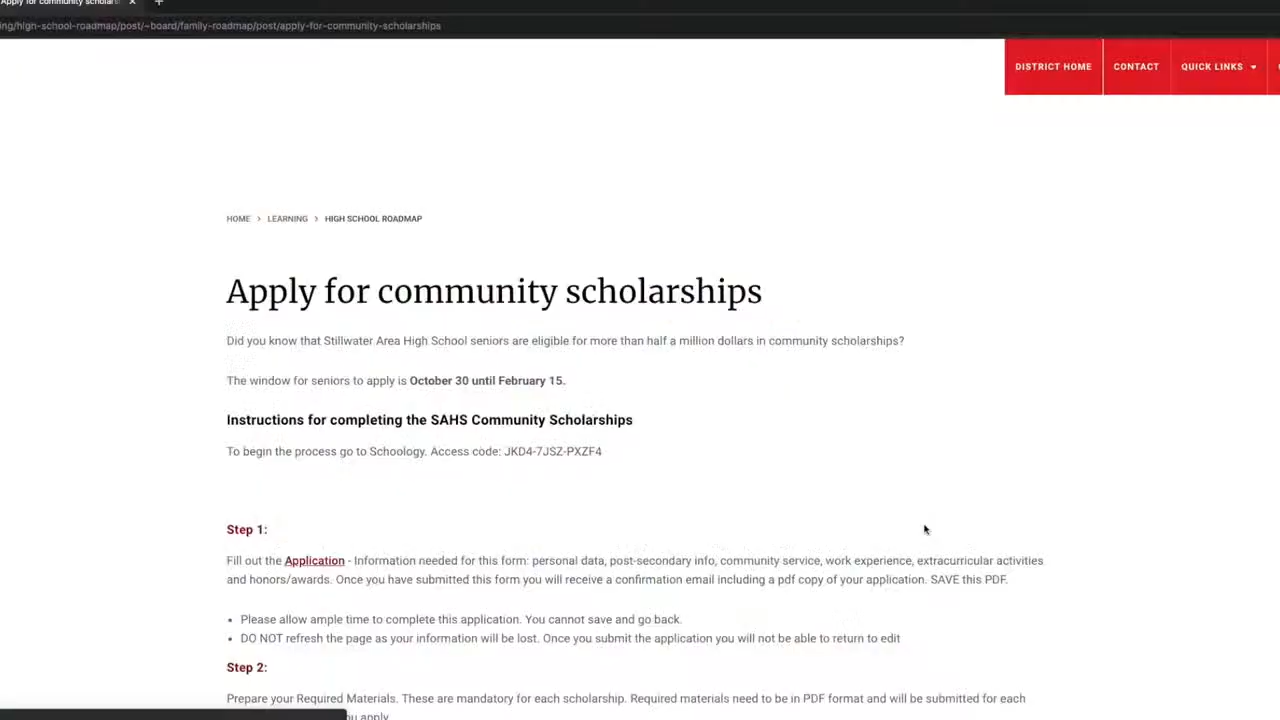 Apply for community scholars
ng/high-school-roadmap/post/~board/family-roadmap/post/apply-for-community-scholarships
DISTRICT HOME CONTACT QUICK LINKS
HOME > LEARNING > HIGH SCHOOL ROADMAP
Apply for community scholarships
Did you know that Stillwater Area High School seniors are eligible for more than half a million dollars in community scholarships?
The window for seniors to apply is October 30 until February 15.
Instructions for completing the SAHS Community Scholarships
To begin the process go to Schoology. Access code: JKD4-7JSZ-PXZF4
Step 1:
Fill out the Application - Information needed for this form: personal data, post-secondary info, community service, work experience, extracurricular activities
and honors/awards. Once you have submitted this form you will receive a confirmation email including a pdf copy of your application. SAVE this PDF.
• Please allow ample time to complete this application. You cannot save and go back.
• DO NOT refresh the page as your information will be lost. Once you submit the application you will not be able to return to edit
Step 2:
Prepare your Required Materials. These are mandatory for each scholarship. Required materials need to be in PDF format and will be submitted for each
you apply.